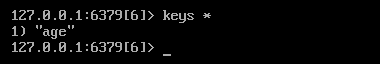 127.0.0.1:6379[6]> keys *
1) "age"
127.0.0.1:6379[6]> _